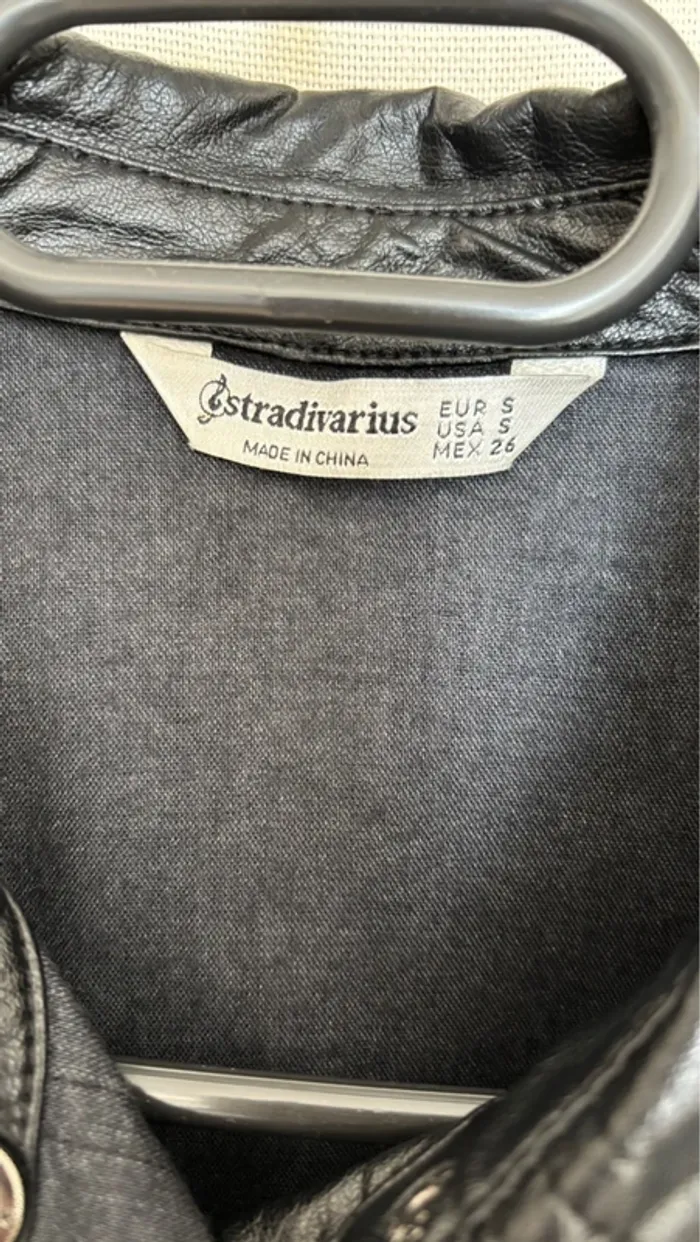 stradivarius
MADE IN CHINA
EUR S
USA S
MEX 26